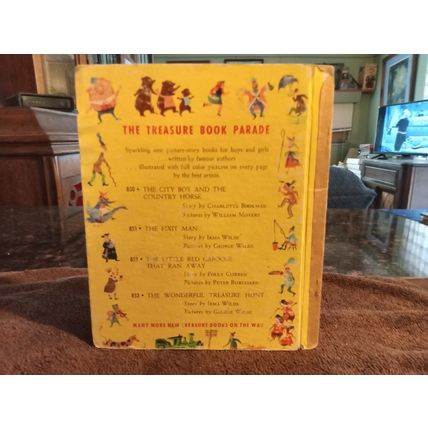 THE TREASURE BOOK PARADE
Sparkling new picture-story books for boys and girls
written by famous authors
illustrated with full color pictures on every page
by the best artists.
850 • THE CITY BOY AND THE
COUNTRY HORSE
Story by CHARLOTTE BOOKMAN
Pictures by WILLIAM MOYERS
851 • THE EXIT MAN
Story by IRMA WILDE
Pictures by GEORGE WILDE
852 • THE LITTLE RED CABOOSE
THAT RAN AWAY
Story by POLLY CURREN
Pictures by PETER BURCHARD
853 • THE WONDERFUL TREASURE HUNT
Story by IRMA WILDE
Pictures by GEORGE WILDE
MANY MORE NEW TREASURE BOOKS ON THE WAY